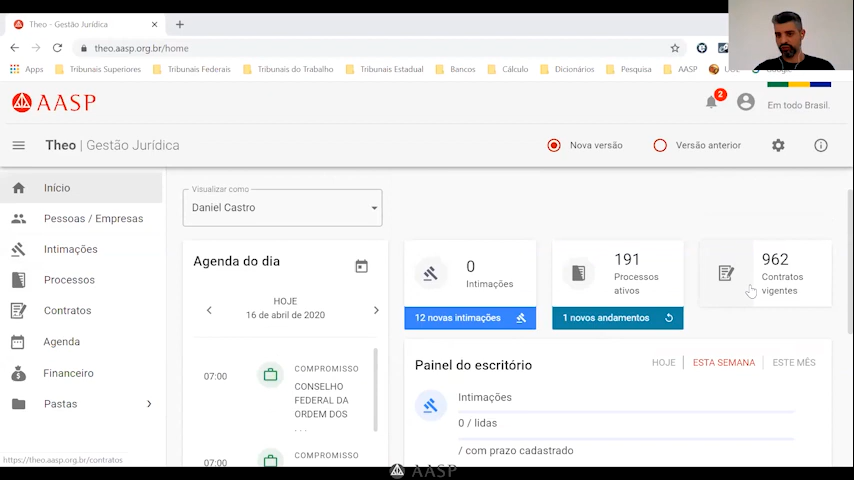 Theo - Gestão Jurídica
theo.aasp.org.br/home
Apps
Tribunais Superiores
Tribunais Federais
Tribunais do Trabalho
Tribunais Estadual
Bancos
Cálculo
Dicionários
Pesquisa
AASP
AASP
2
Em todo Brasil.
Theo | Gestão Jurídica
Nova versão
Versão anterior
Início
Pessoas / Empresas
Intimações
Processos
Contratos
Agenda
Financeiro
Pastas
Visualizar como
Daniel Castro
Agenda do dia
HOJE
16 de abril de 2020
07:00
COMPROMISSO
CONSELHO
FEDERAL DA
ORDEM DOS
...
07:00
COMPROMISSO
0
Intimações
12 novas intimações
191
Processos
ativos
1 novos andamentos
962
Contratos
vigentes
Painel do escritório
HOJE
ESTA SEMANA
ESTE MÊS
Intimações
0 / lidas
/ com prazo cadastrado
https://theo.aasp.org.br/contratos
AASP